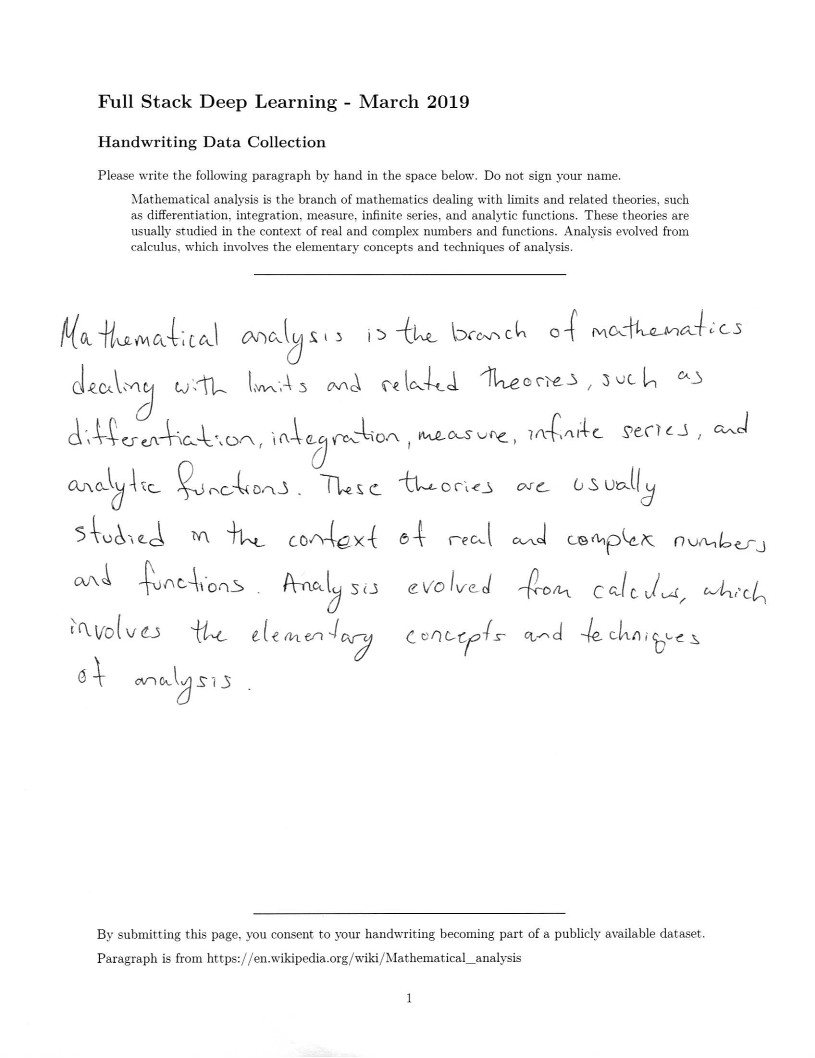 Full Stack Deep Learning - March 2019
Handwriting Data Collection
Please write the following paragraph by hand in the space below. Do not sign your name.
Mathematical analysis is the branch of mathematics dealing with limits and related theories, such
as differentiation, integration, measure, infinite series, and analytic functions. These theories are
usually studied in the context of real and complex numbers and functions. Analysis evolved from
calculus, which involves the elementary concepts and techniques of analysis.
Mathematical analysis is the branch of mathematics
dealing with limits and related theories, such as
differentiation, integration, measure, infinite series, and
analytic functions. These theories are usually
studied in the context of real and complex numbers
and functions. Analysis evolved from calculus, which
involves the elementary concepts and techniques
of analysis.
By submitting this page, you consent to your handwriting becoming part of a publicly available dataset.
Paragraph is from https://en.wikipedia.org/wiki/Mathematical_analysis
1